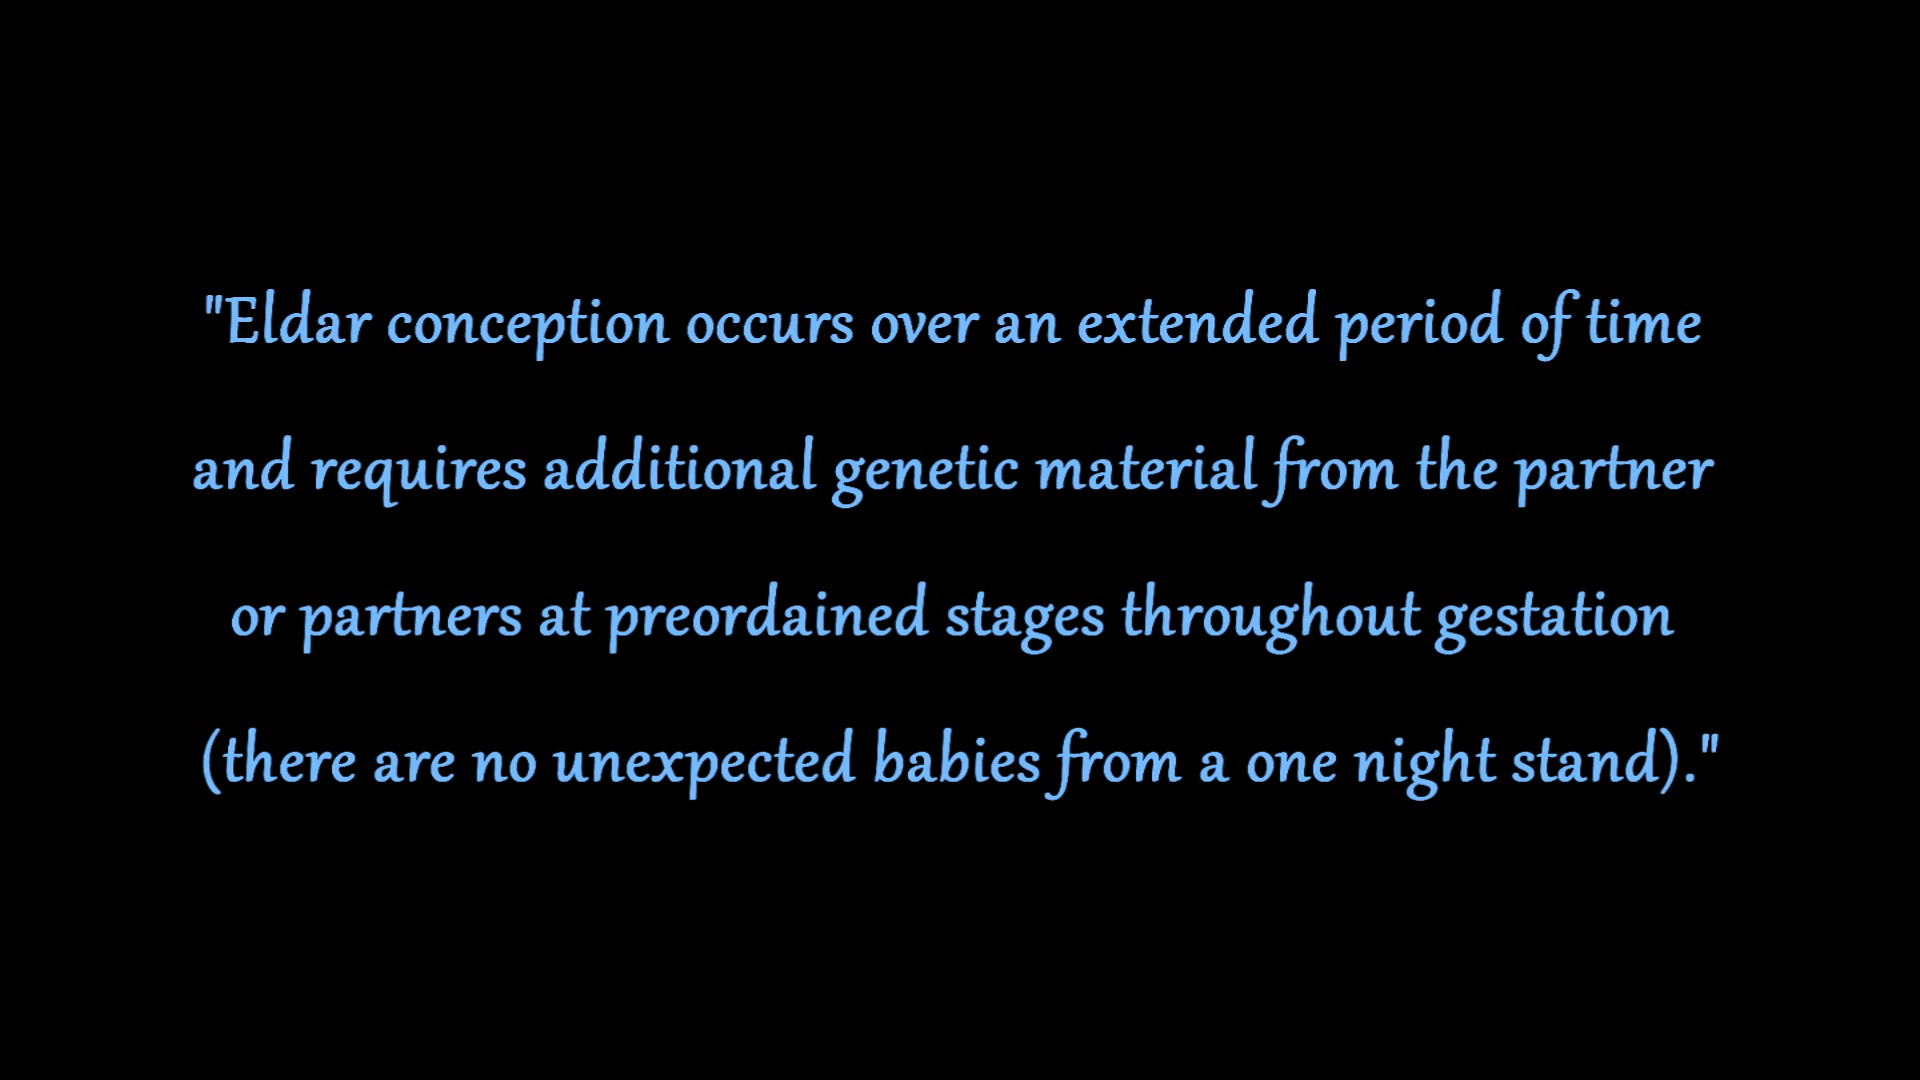 "Eldar conception occurs over an extended period of time
and requires additional genetic material from the partner
or partners at preordained stages throughout gestation
(there are no unexpected babies from a one night stand)."